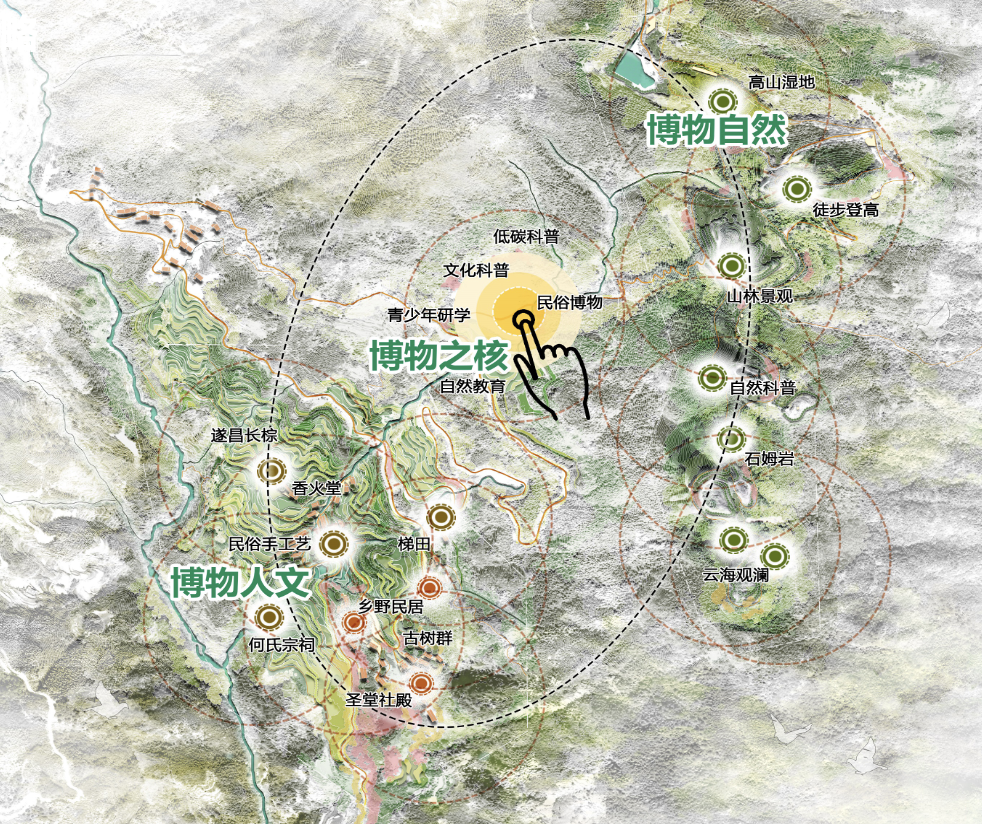 高山湿地
博物自然
徒步登高
低碳科普
文化科普
山林景观
民俗博物
青少年研学
博物之核
自然教育
自然科普
遂昌长粽
石姆岩
香火堂
民俗手工艺
梯田
云海观澜
博物人文
乡野民居
古树群
何氏宗祠
圣堂社殿